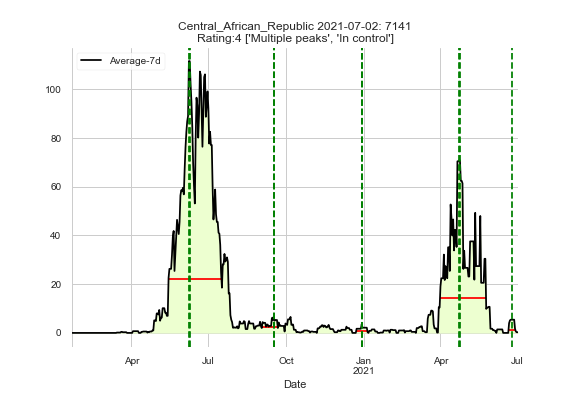 Central_African_Republic 2021-07-02: 7141
Rating:4 ['Multiple peaks', 'In control']
Average-7d
100
80
60
40
20
0
Apr Jul Oct Jan Apr Jul
2021
Date